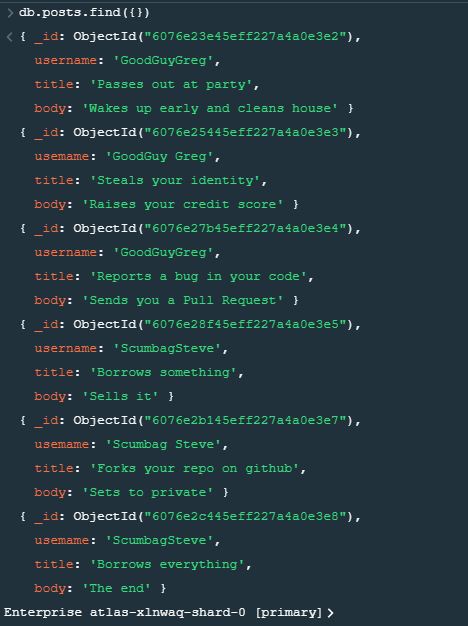 > db.posts.find({})
< { _id: ObjectId("6076e23e45eff227a4a0e3e2"),
username: 'GoodGuyGreg',
title: 'Passes out at party',
body: 'Wakes up early and cleans house' }
{ _id: ObjectId("6076e25445eff227a4a0e3e3"),
usemame: 'GoodGuy Greg',
title: 'Steals your identity',
body: 'Raises your credit score' }
{ _id: ObjectId("6076e27b45eff227a4a0e3e4"),
username: 'GoodGuyGreg',
title: 'Reports a bug in your code',
body: 'Sends you a Pull Request' }
{ _id: ObjectId("6076e28f45eff227a4a0e3e5"),
username: 'ScumbagSteve',
title: 'Borrows something',
body: 'Sells it' }
{ _id: ObjectId("6076e2b145eff227a4a0e3e7"),
usemame: 'Scumbag Steve',
title: 'Forks your repo on github',
body: 'Sets to private' }
{ _id: ObjectId("6076e2c445eff227a4a0e3e8"),
usemame: 'ScumbagSteve',
title: 'Borrows everything',
body: 'The end' }
Enterprise atlas-xlnwaq-shard-0 [primary] >